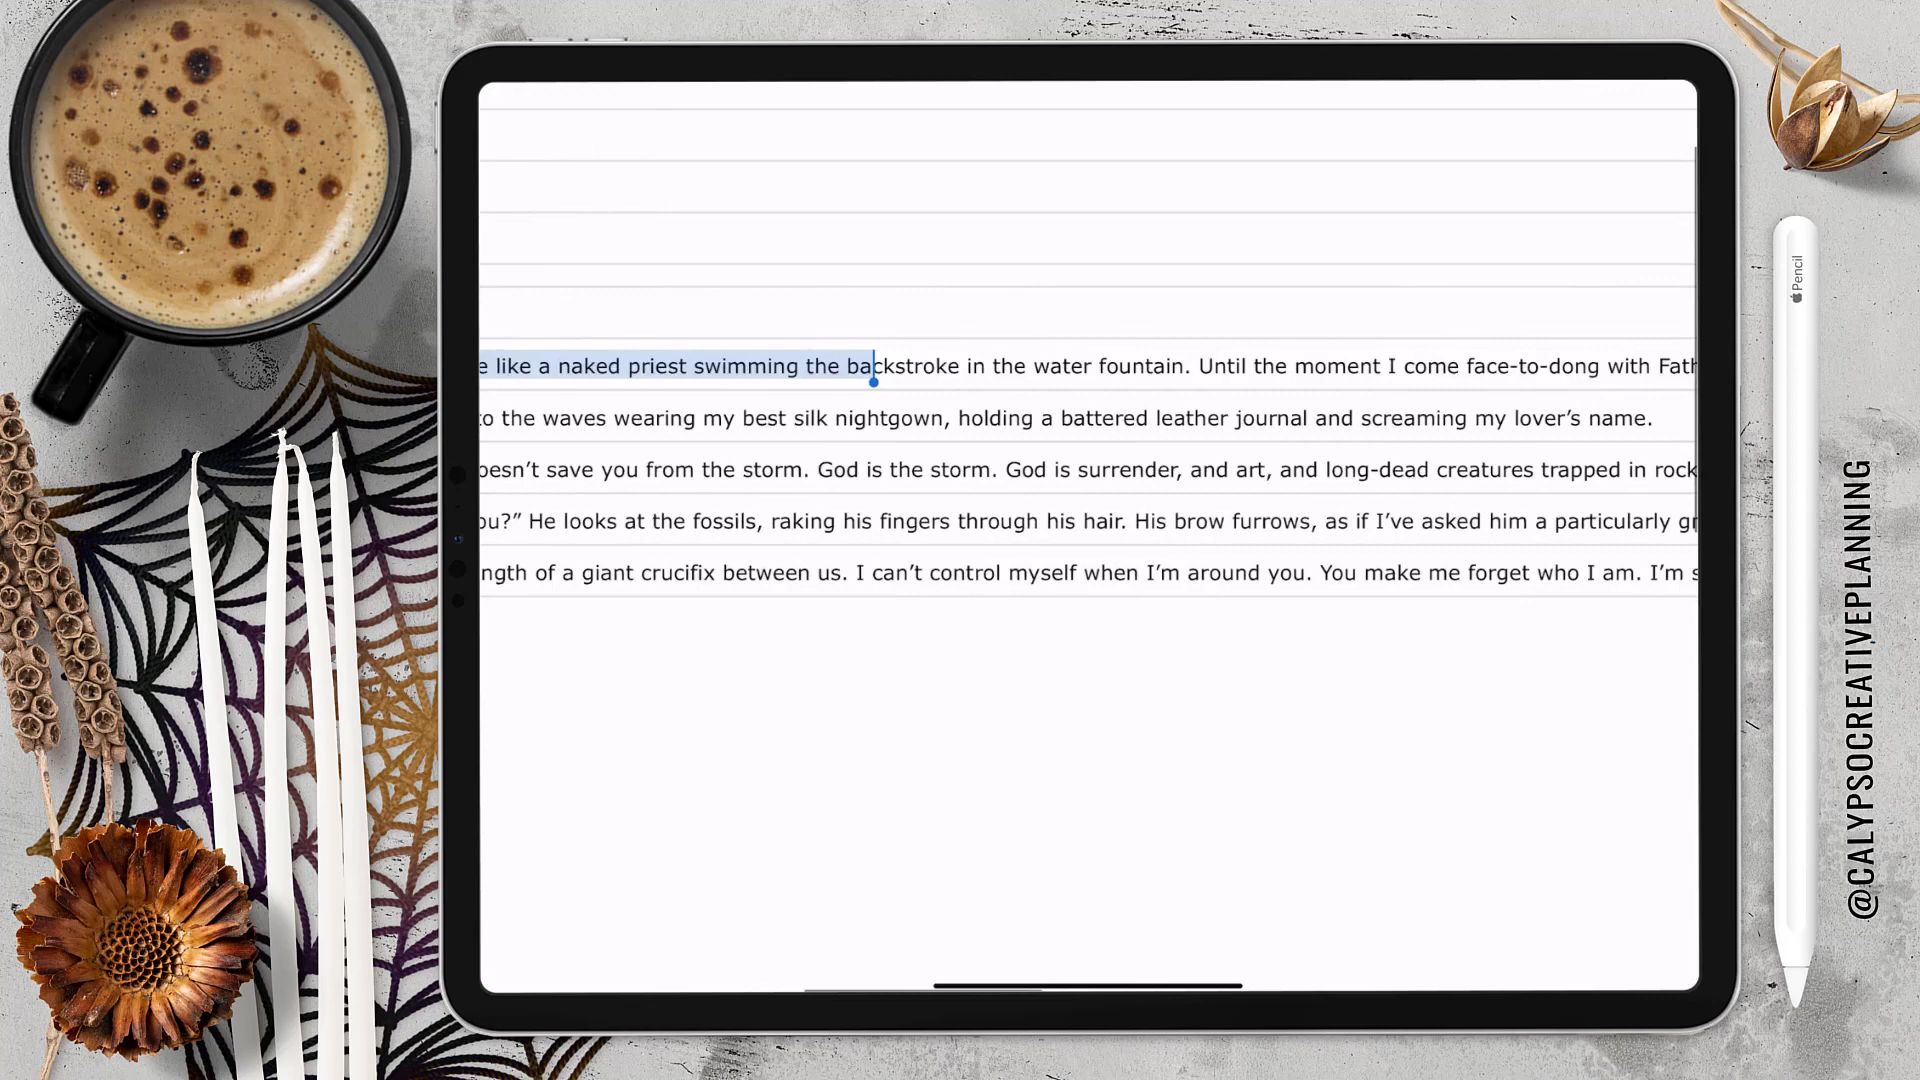 e like a naked priest swimming the backstroke in the water fountain. Until the moment I come face-to-dong with Fath
to the waves wearing my best silk nightgown, holding a battered leather journal and screaming my lover’s name.
oesn’t save you from the storm. God is the storm. God is surrender, and art, and long-dead creatures trapped in rock
ou?” He looks at the fossils, raking his fingers through his hair. His brow furrows, as if I’ve asked him a particularly gr
ngth of a giant crucifix between us. I can’t control myself when I’m around you. You make me forget who I am. I’m s
Pencil
@CALYPSOCREATIVEPLANNING